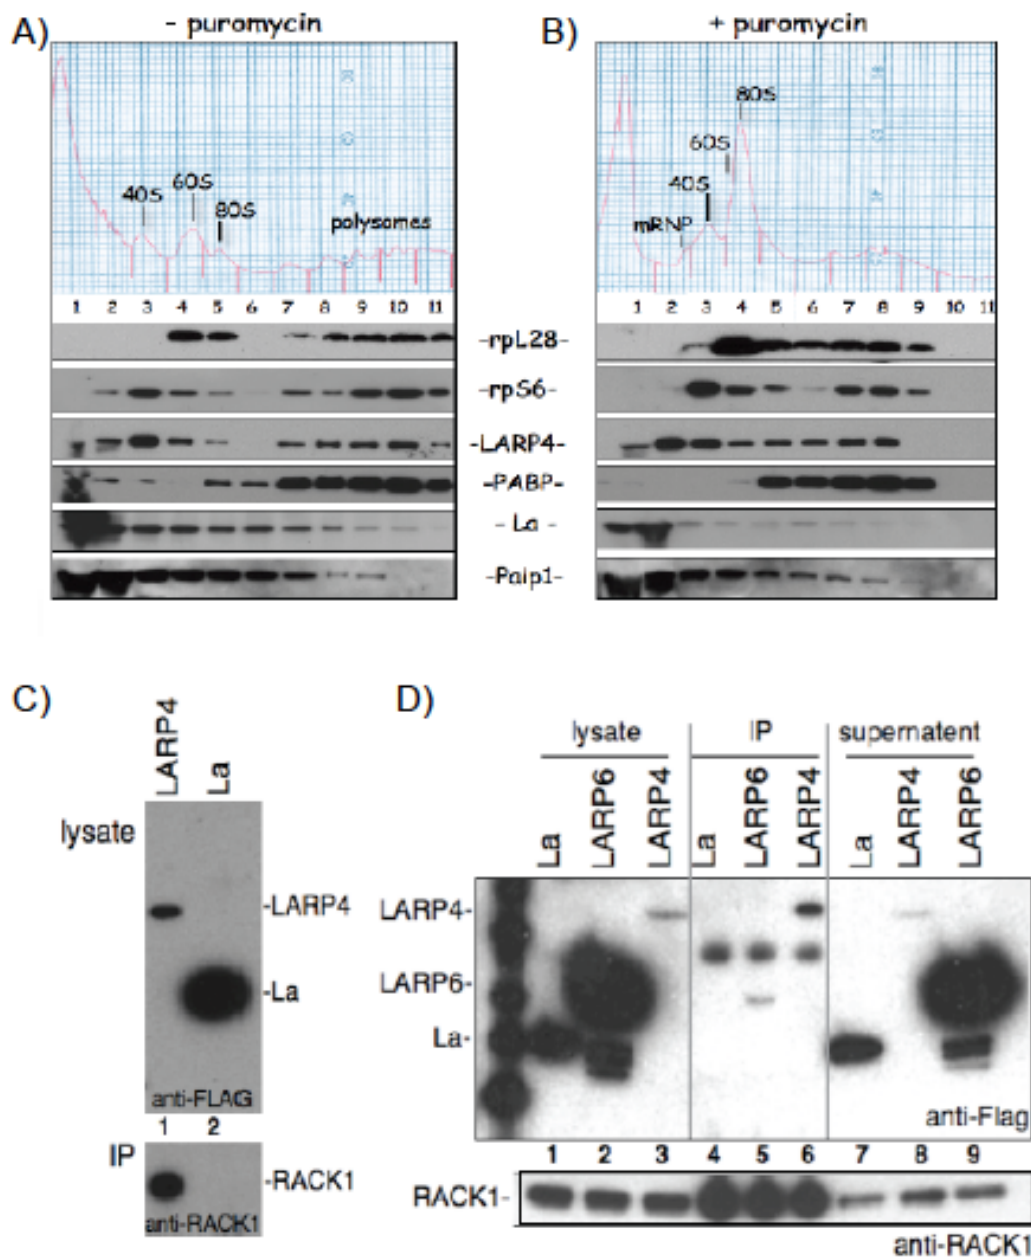 A)
- puromycin
40S
60S
80S
polysomes
1 2 3 4 5 6 7 8 9 10 11
B)
+ puromycin
mRNP
40S
60S
80S
1 2 3 4 5 6 7 8 9 10 11
-rpL28-
-rpS6-
-LARP4-
-PABP-
- La -
-Paip1-
C)
LARP4
La
lysate
-LARP4
-La
anti-FLAG
1 2
IP
-RACK1
anti-RACK1
D)
lysate IP supernatent
La LARP6 LARP4 La LARP6 LARP4 La LARP4 LARP6
LARP4-
LARP6-
La-
anti-Flag
1 2 3 4 5 6 7 8 9
RACK1-
anti-RACK1